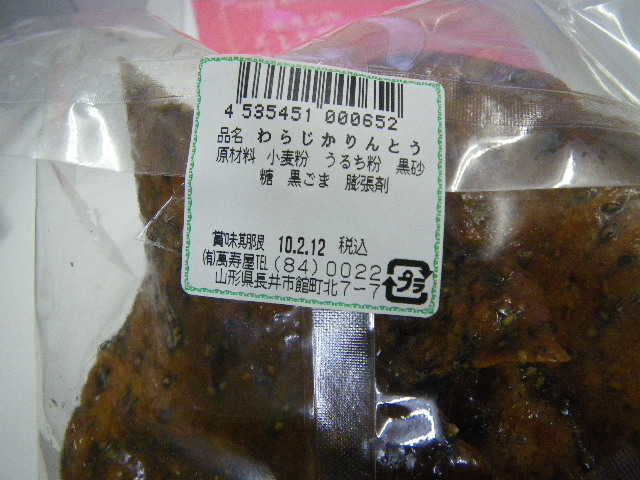 4 535451 000652
品名 わらじかりんとう
原材料 小麦粉 うるち粉 黒砂
糖 黒ごま 膨張剤
賞味期限 10.2.12 税込
㈲萬寿屋TEL(84)0022
山形県長井市館町北7-7
プラ